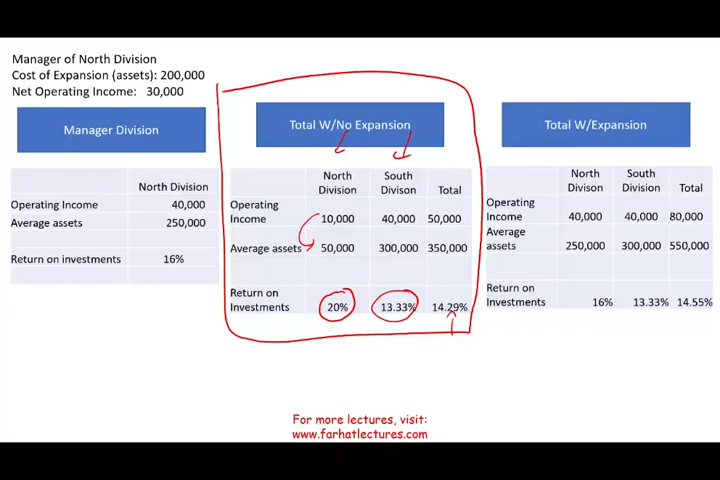 Manager of North Division
Cost of Expansion (assets): 200,000
Net Operating Income: 30,000
Manager Division
North Division
Operating Income 40,000
Average assets 250,000
Return on investments 16%
Total W/No Expansion
North Division South Divison Total
Operating Income 10,000 40,000 50,000
Average assets 50,000 300,000 350,000
Return on Investments 20% 13.33% 14.29%
Total W/Expansion
North Divison South Division Total
Operating Income 40,000 40,000 80,000
Average assets 250,000 300,000 550,000
Return on Investments 16% 13.33% 14.55%
For more lectures, visit:
www.farhatlectures.com